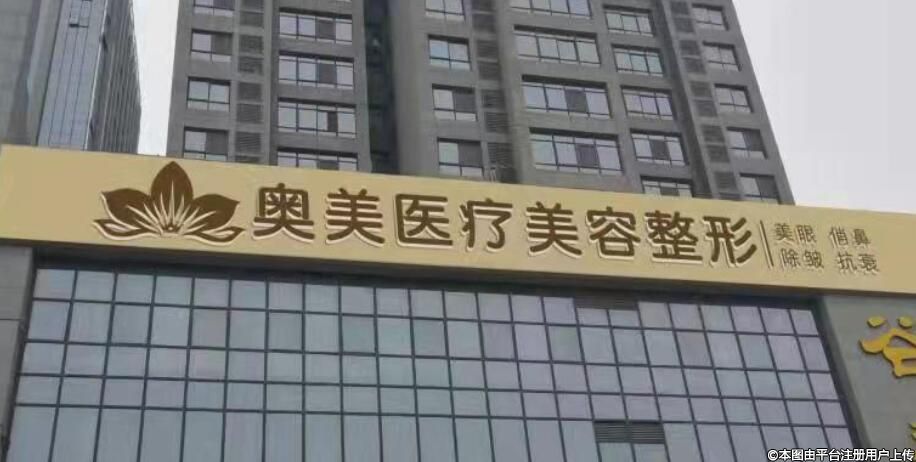 奥美医疗美容整形
美眼 俏鼻
除皱 抗衰
谷
©本图由平台注册用户上传